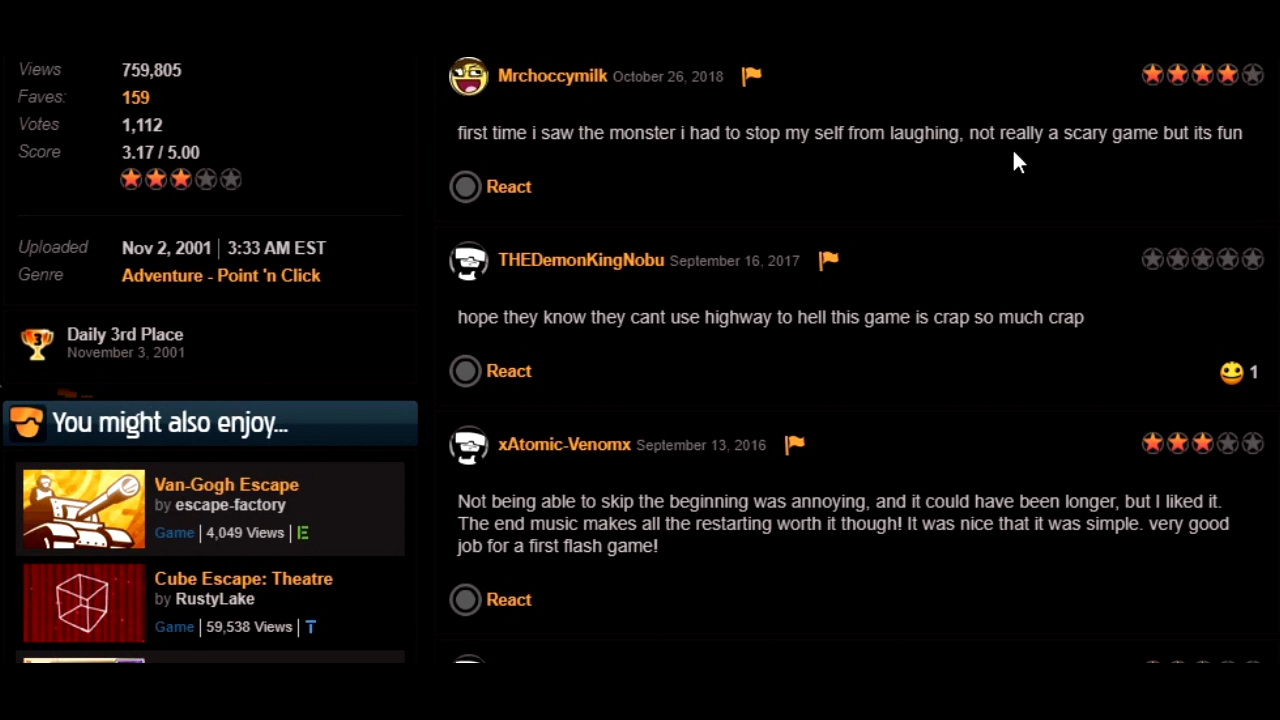 Views 759,805
Faves: 159
Votes 1,112
Score 3.17 / 5.00
Uploaded Nov 2, 2001 | 3:33 AM EST
Genre Adventure - Point 'n Click
3
Daily 3rd Place
November 3, 2001
You might also enjoy...
Van-Gogh Escape
by escape-factory
Game | 4,049 Views | E
Cube Escape: Theatre
by RustyLake
Game | 59,538 Views | T
Mrchoccymilk October 26, 2018
first time i saw the monster i had to stop my self from laughing, not really a scary game but its fun
React
THEDemonKingNobu September 16, 2017
hope they know they cant use highway to hell this game is crap so much crap
React
1
xAtomic-Venomx September 13, 2016
Not being able to skip the beginning was annoying, and it could have been longer, but I liked it.
The end music makes all the restarting worth it though! It was nice that it was simple. very good
job for a first flash game!
React